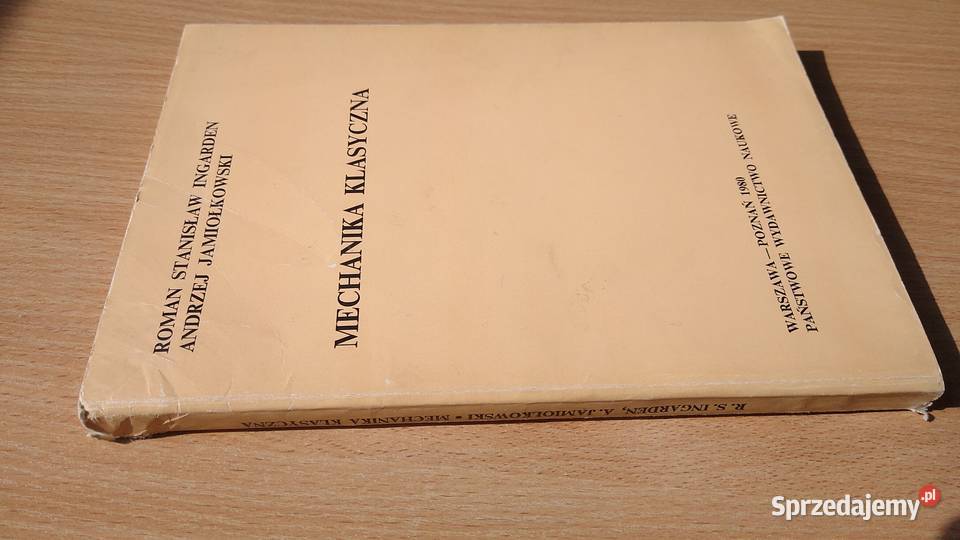 ROMAN STANISŁAW INGARDEN
ANDRZEJ JAMIOŁKOWSKI
MECHANIKA KLASYCZNA
WARSZAWA—POZNAŃ 1980
PAŃSTWOWE WYDAWNICTWO NAUKOWE
R. S. INGARDEN, A. JAMIOŁKOWSKI • MECHANIKA KLASYCZNA
Sprzedajemy.pl